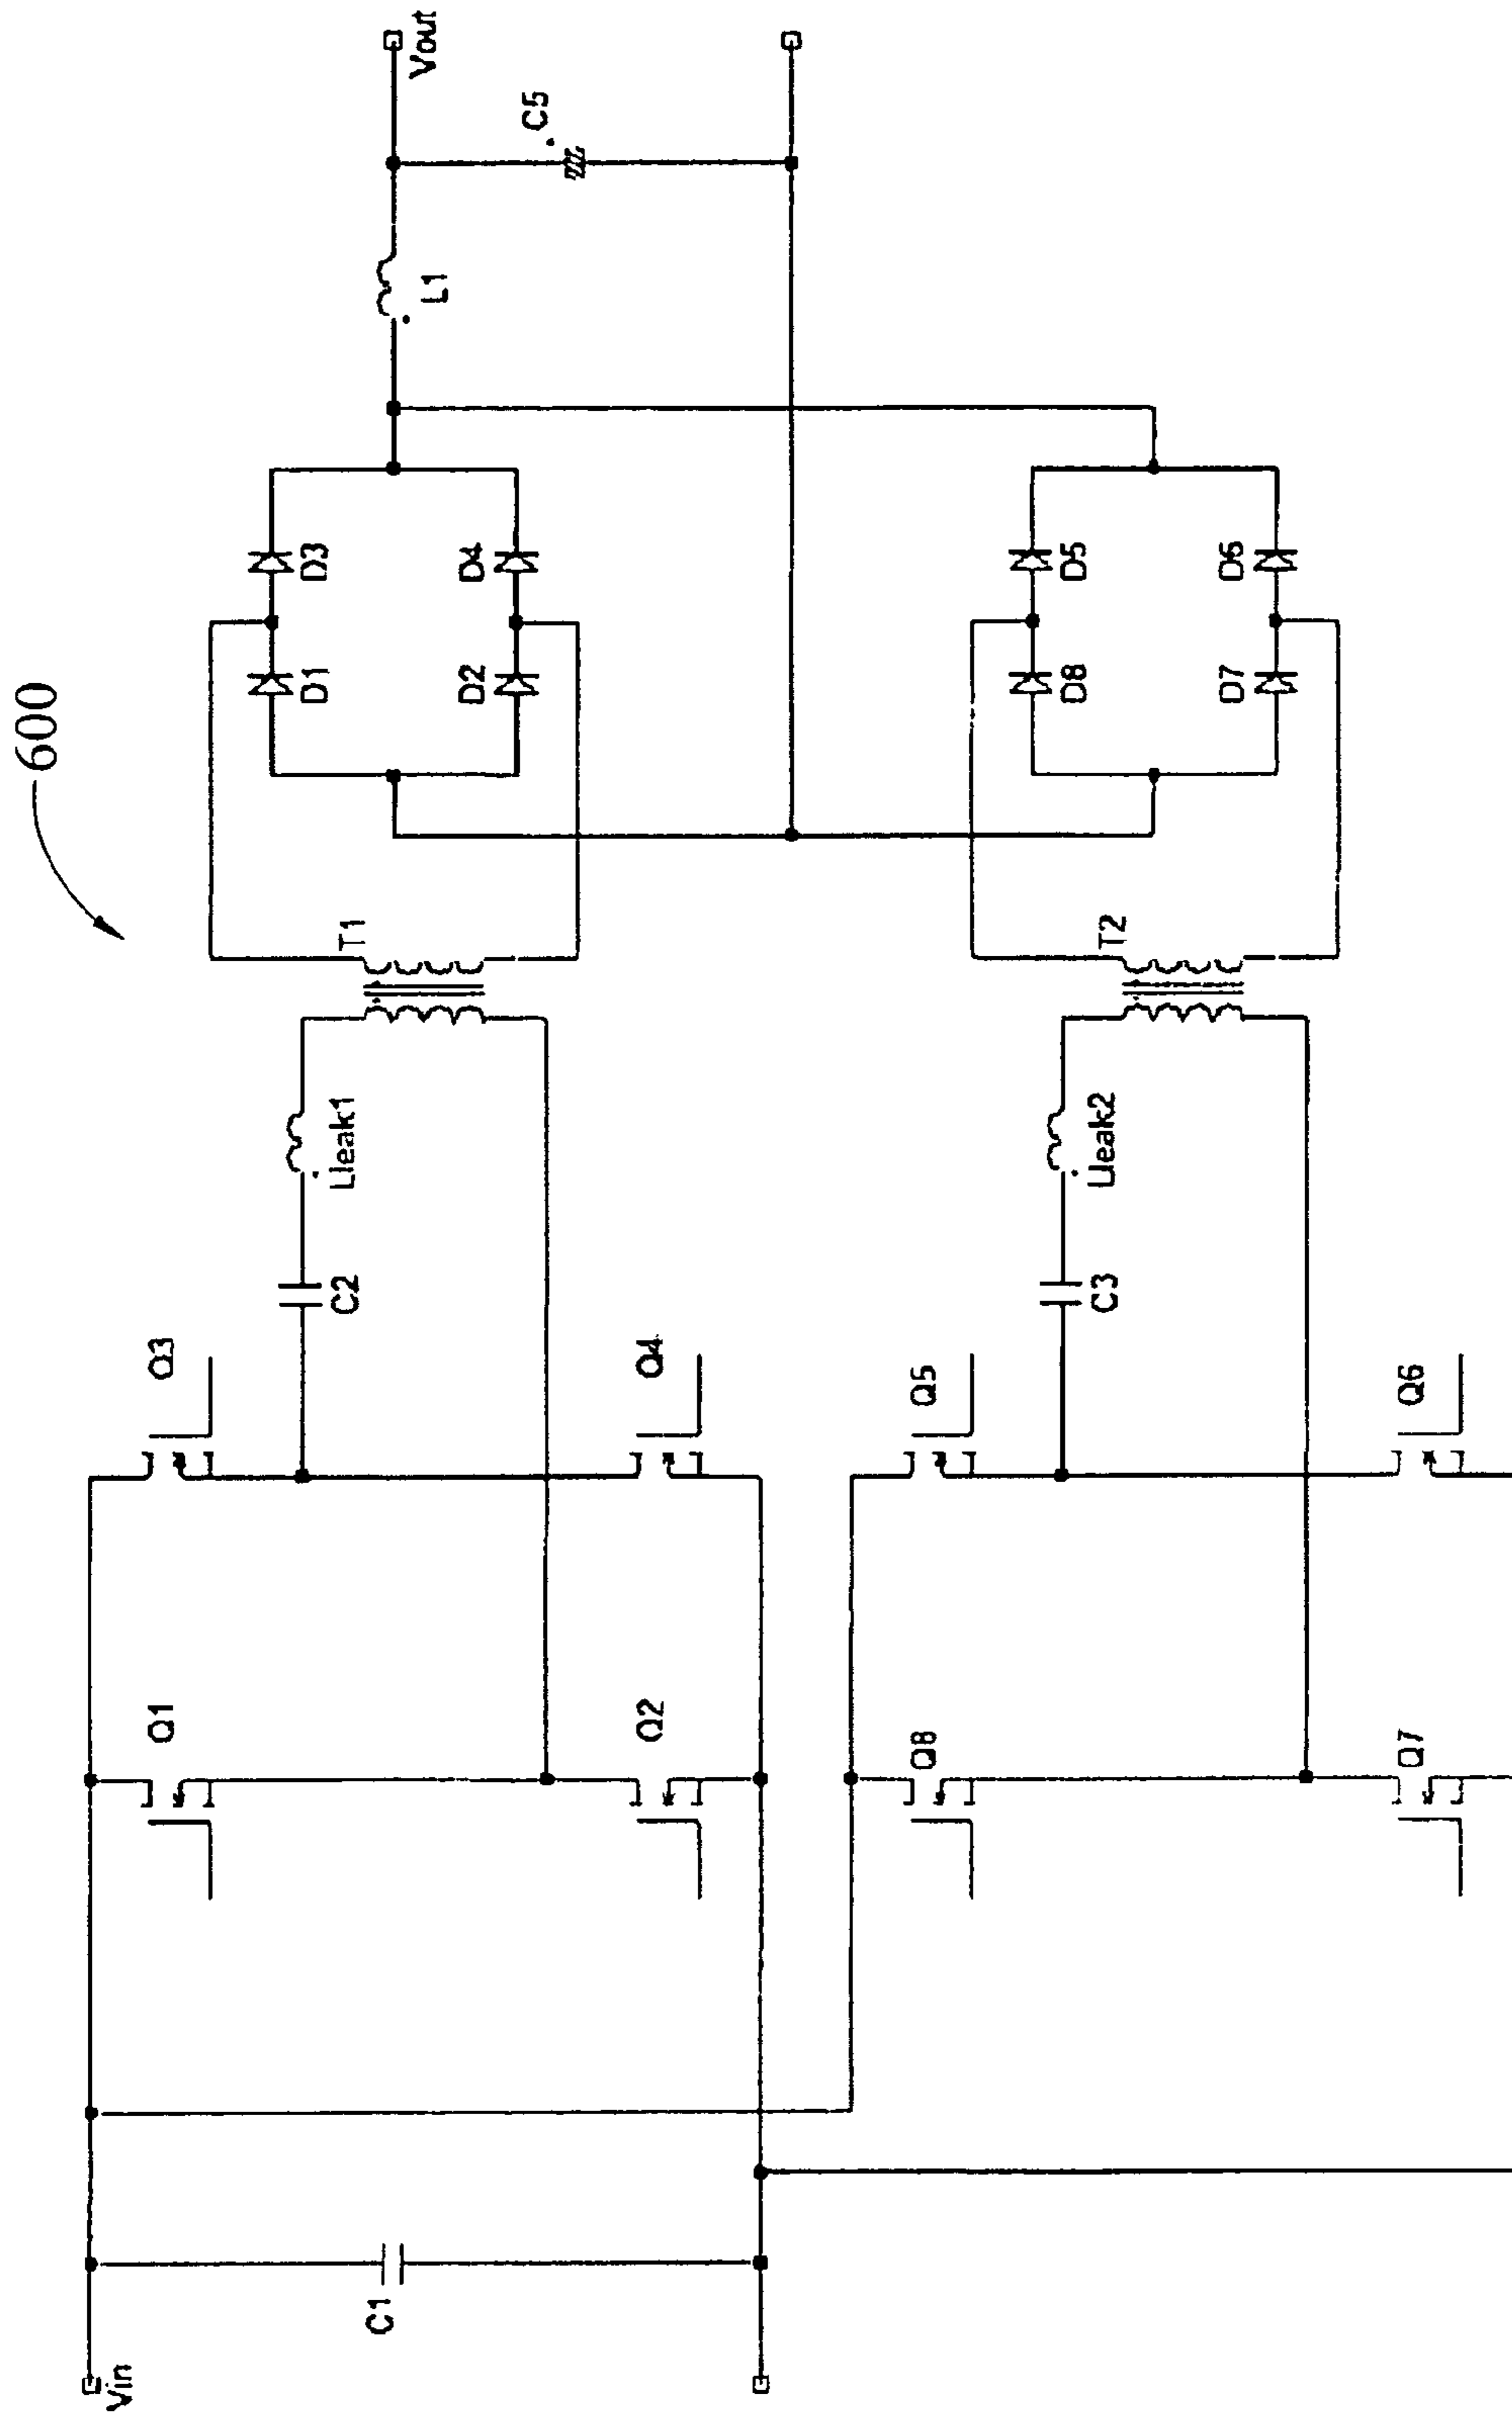 600
Vin
C1
Q1
Q3
C2
Lleak1
T1
D1
D3
D2
D4
L1
Vout
C5
Q2
Q4
Q8
Q5
C3
Lleak2
T2
D8
D5
D7
D6
Q7
Q6